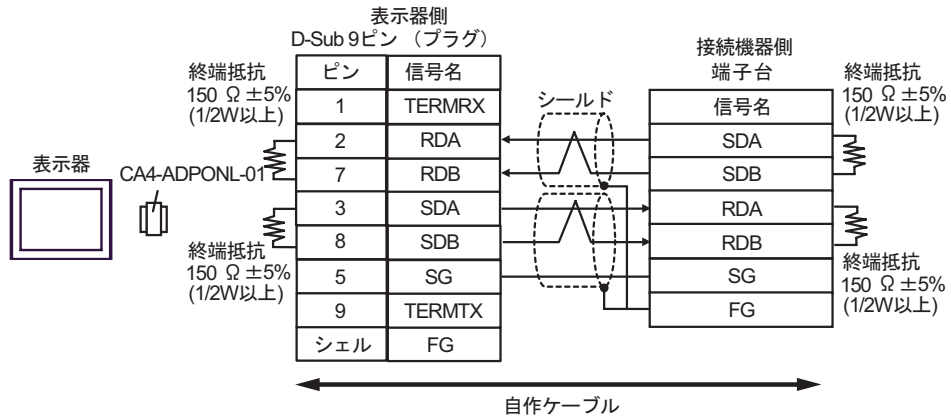 表示器側
D-Sub 9ピン (プラグ)
接続機器側
端子台
終端抵抗
150 Ω ±5%
(1/2W以上)
ピン 信号名
1 TERMRX
2 RDA
7 RDB
3 SDA
8 SDB
5 SG
9 TERMTX
シェル FG
シールド
信号名
SDA
SDB
RDA
RDB
SG
FG
終端抵抗
150 Ω ±5%
(1/2W以上)
表示器
CA4-ADPONL-01
終端抵抗
150 Ω ±5%
(1/2W以上)
終端抵抗
150 Ω ±5%
(1/2W以上)
自作ケーブル